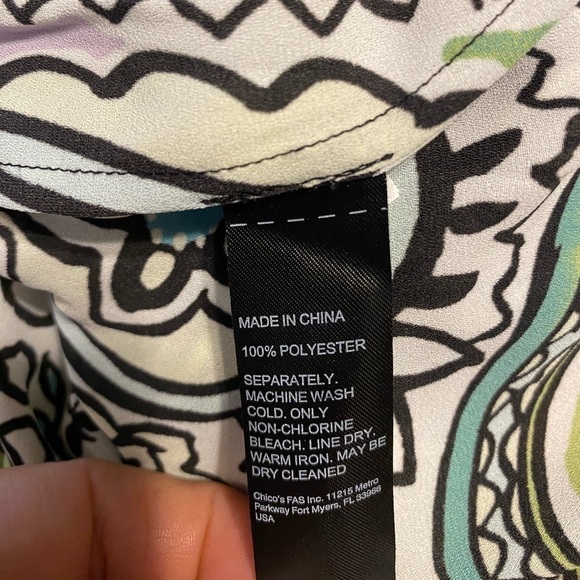 MADE IN CHINA
100% POLYESTER
SEPARATELY.
MACHINE WASH
COLD. ONLY
NON-CHLORINE
BLEACH. LINE DRY.
WARM IRON. MAY BE
DRY CLEANED
Chico's FAS Inc. 11215 Metro
Parkway Fort Myers, FL 33966
USA